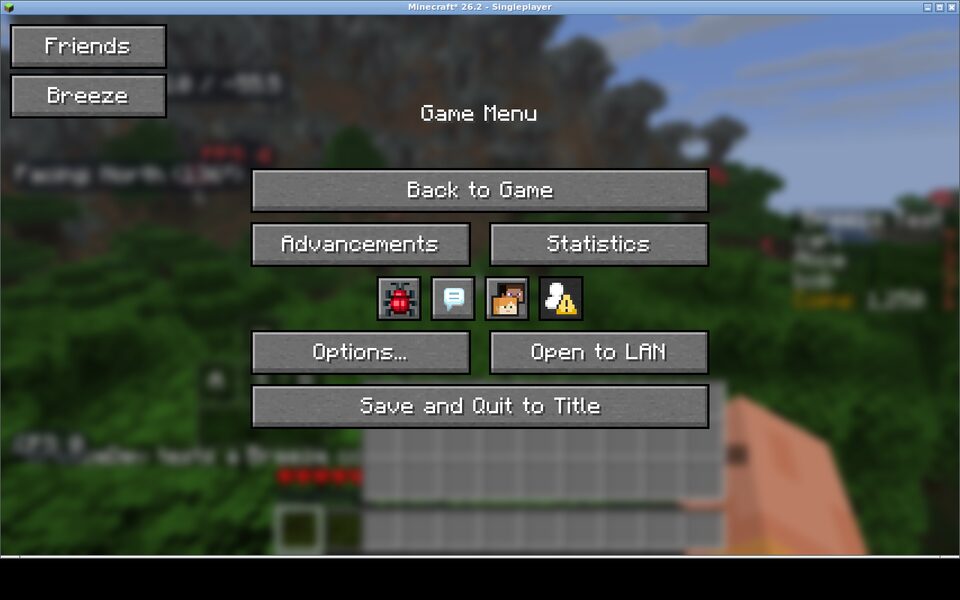 Minecraft* 26.2 - Singleplayer
Friends
Breeze
Game Menu
Back to Game
Advancements
Statistics
Options...
Open to LAN
Save and Quit to Title